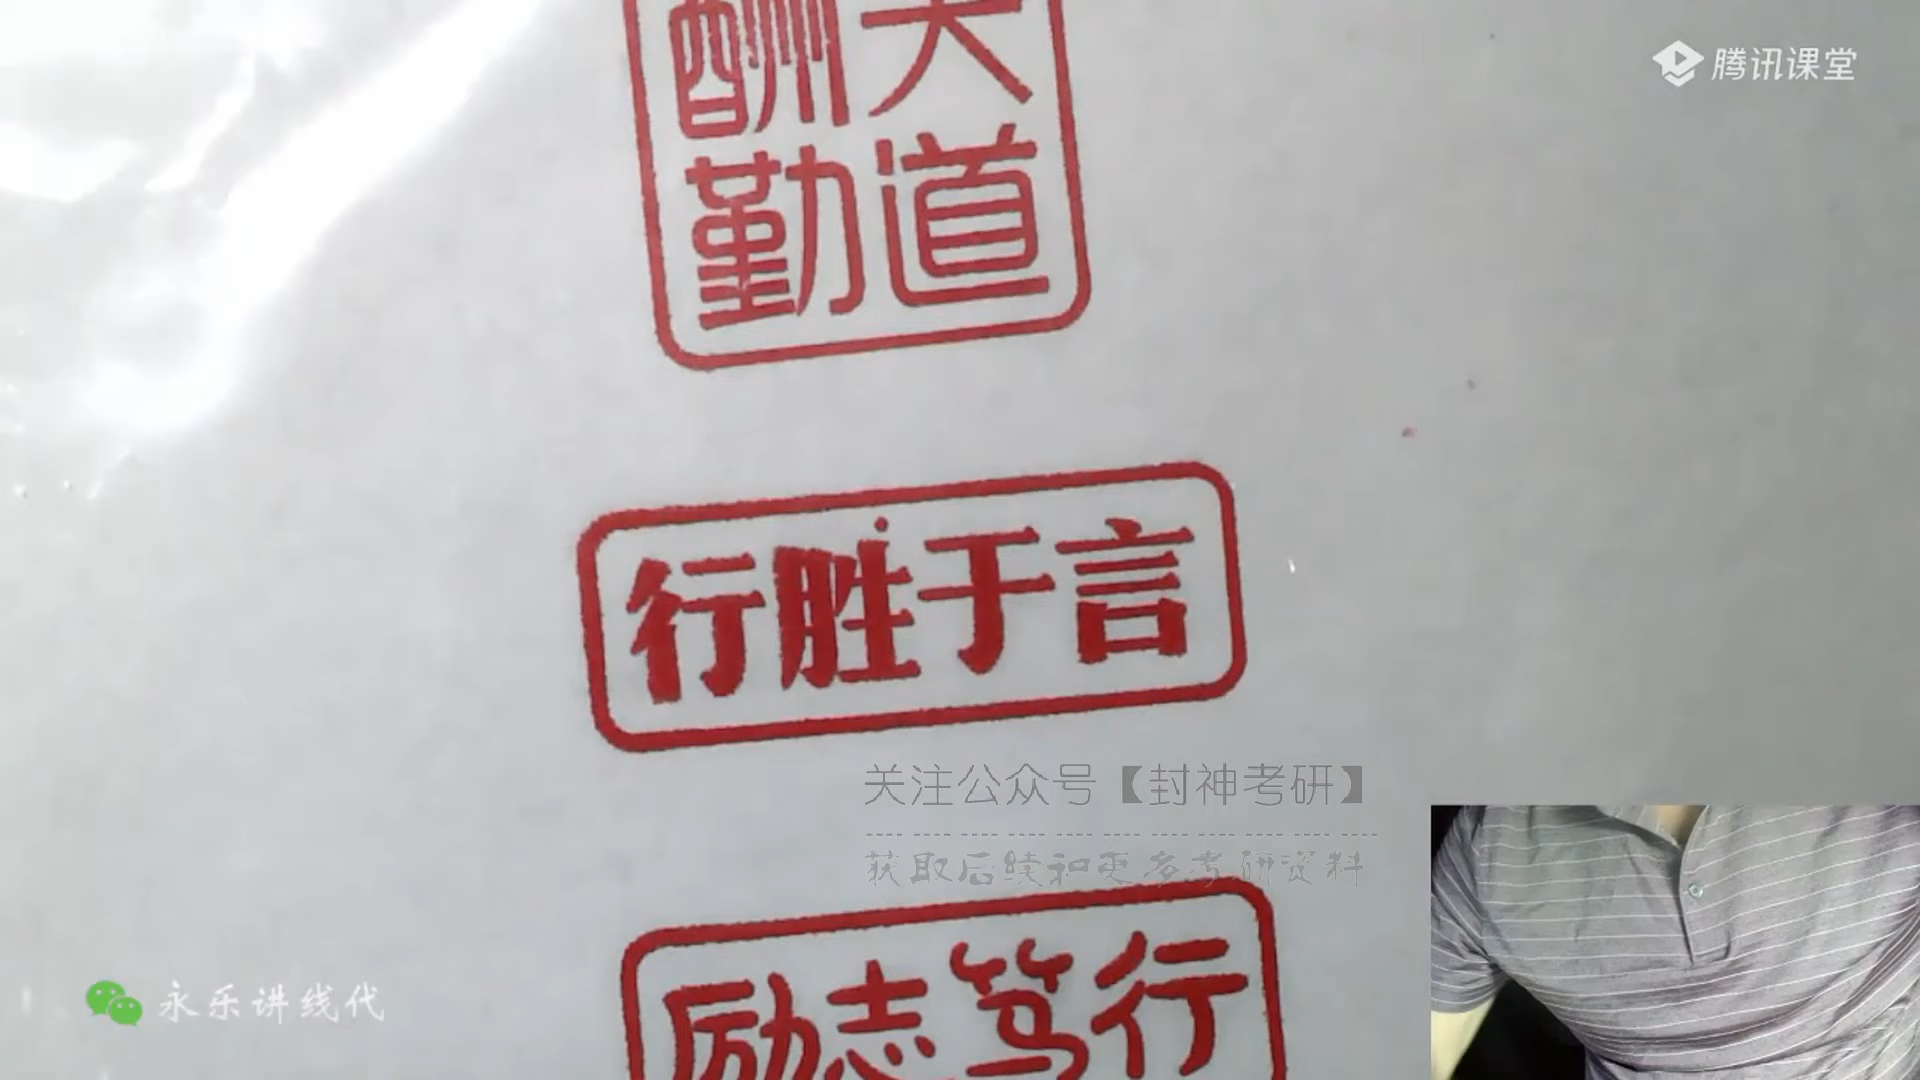 腾讯课堂
天道
酬勤
行胜于言
关注公众号【封神考研】
获取后续和更多考研资料
励志笃行
永乐讲线代